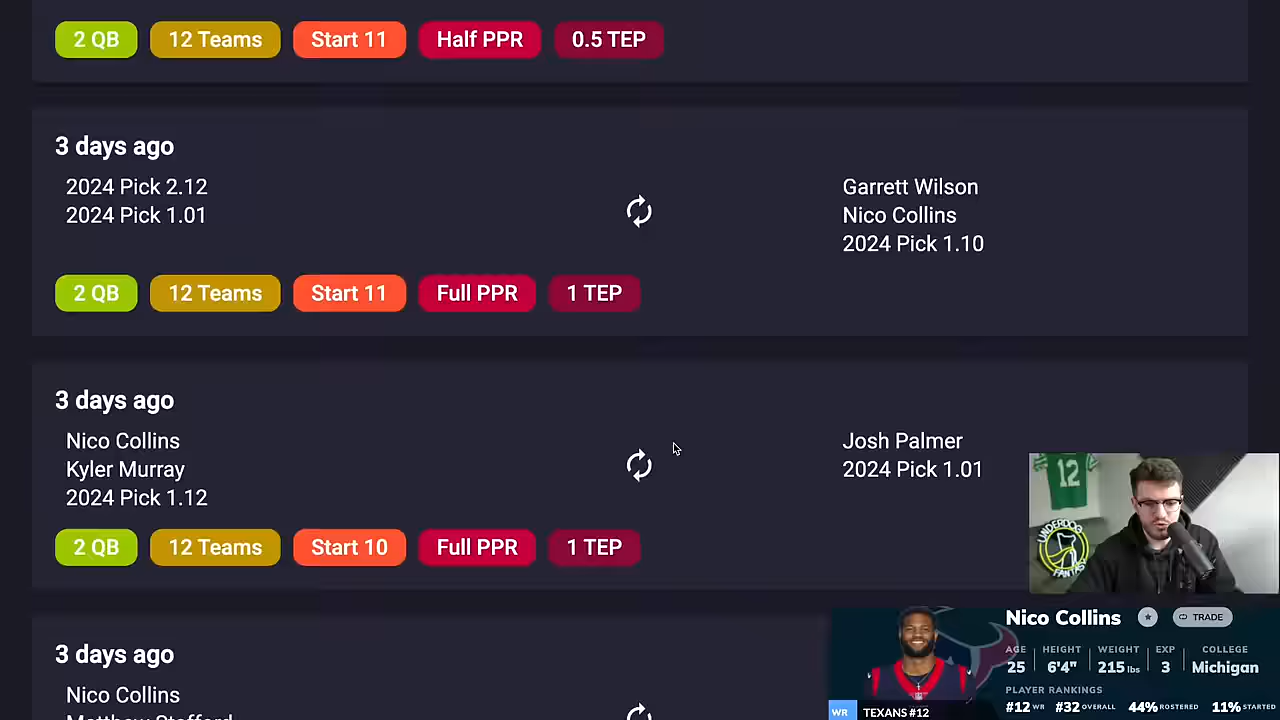 2 QB 12 Teams Start 11 Half PPR 0.5 TEP
3 days ago
2024 Pick 2.12
2024 Pick 1.01
Garrett Wilson
Nico Collins
2024 Pick 1.10
2 QB 12 Teams Start 11 Full PPR 1 TEP
3 days ago
Nico Collins
Kyler Murray
2024 Pick 1.12
Josh Palmer
2024 Pick 1.01
2 QB 12 Teams Start 10 Full PPR 1 TEP
3 days ago
Nico Collins
Matthew Stafford
12
UNDERDOG
FANTASY
Nico Collins TRADE
AGE HEIGHT WEIGHT EXP COLLEGE
25 6'4" 215 lbs 3 Michigan
PLAYER RANKINGS
#12 WR #32 OVERALL 44% ROSTERED 11% STARTED
WR TEXANS #12